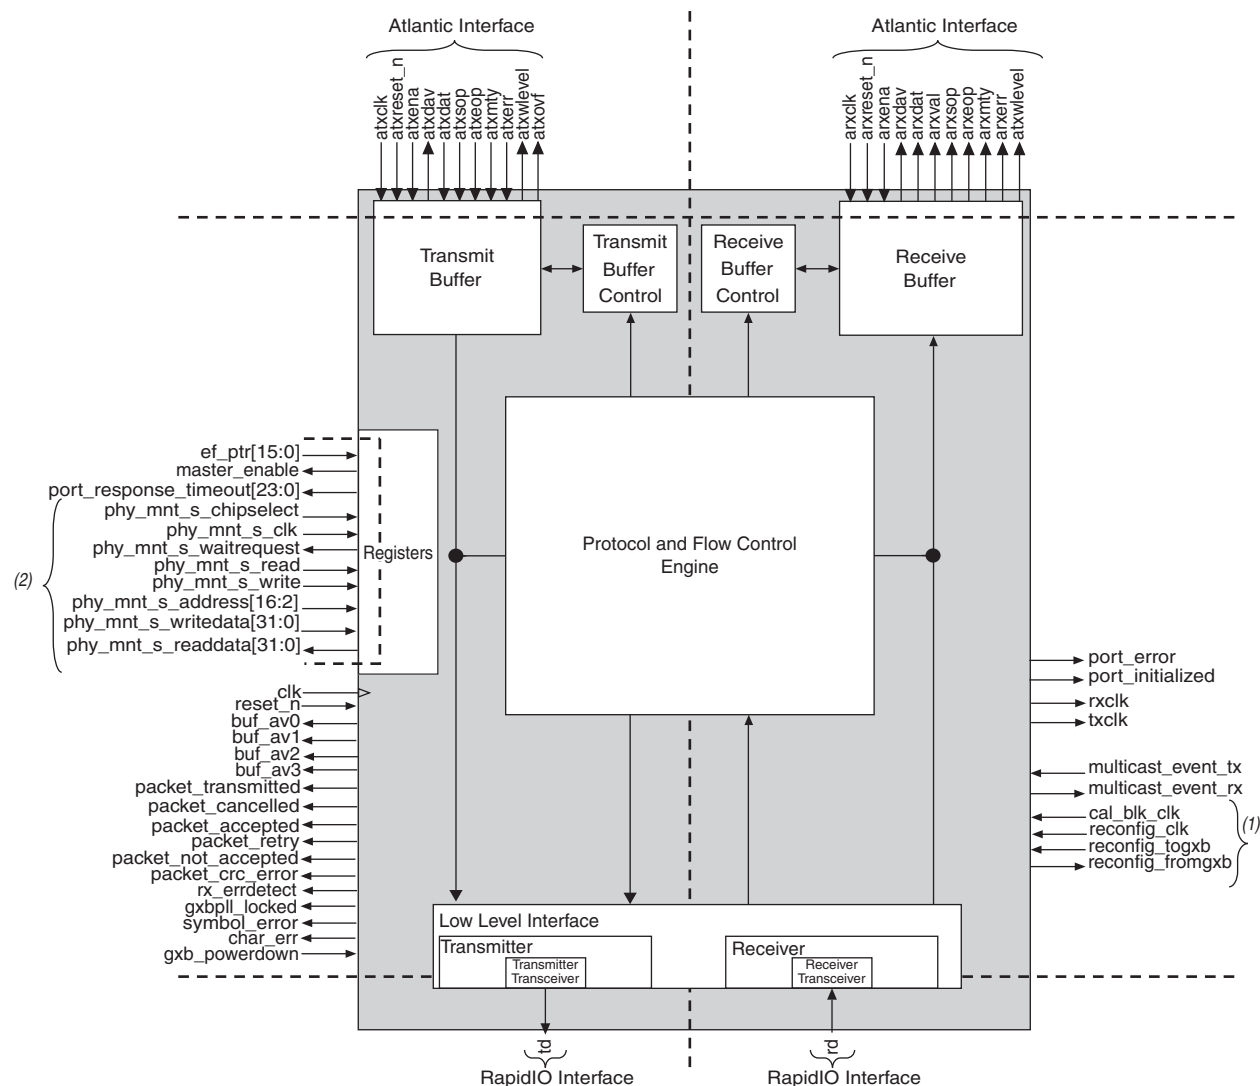 Atlantic Interface
Atlantic Interface
atxclk
atxreset_n
atxena
atxdav
atxdat
atxsop
atxeop
atxmty
atxerr
atxwlevel
atxovf
arxclk
arxreset_n
arxena
arxdav
arxdat
arxval
arxsop
arxeop
arxmty
arxerr
atxwlevel
Transmit
Buffer
Transmit
Buffer
Control
Receive
Buffer
Control
Receive
Buffer
ef_ptr[15:0]
master_enable
port_response_timeout[23:0]
phy_mnt_s_chipselect
phy_mnt_s_clk
phy_mnt_s_waitrequest
phy_mnt_s_read
phy_mnt_s_write
phy_mnt_s_address[16:2]
phy_mnt_s_writedata[31:0]
phy_mnt_s_readdata[31:0]
(2)
Registers
Protocol and Flow Control
Engine
clk
reset_n
buf_av0
buf_av1
buf_av2
buf_av3
packet_transmitted
packet_cancelled
packet_accepted
packet_retry
packet_not_accepted
packet_crc_error
rx_errdetect
gxbpll_locked
symbol_error
char_err
gxb_powerdown
port_error
port_initialized
rxclk
txclk
multicast_event_tx
multicast_event_rx
cal_blk_clk
reconfig_clk
reconfig_togxb
reconfig_fromgxb
(1)
Low Level Interface
Transmitter
Transmitter
Transceiver
Receiver
Receiver
Transceiver
td
rd
RapidIO Interface
RapidIO Interface